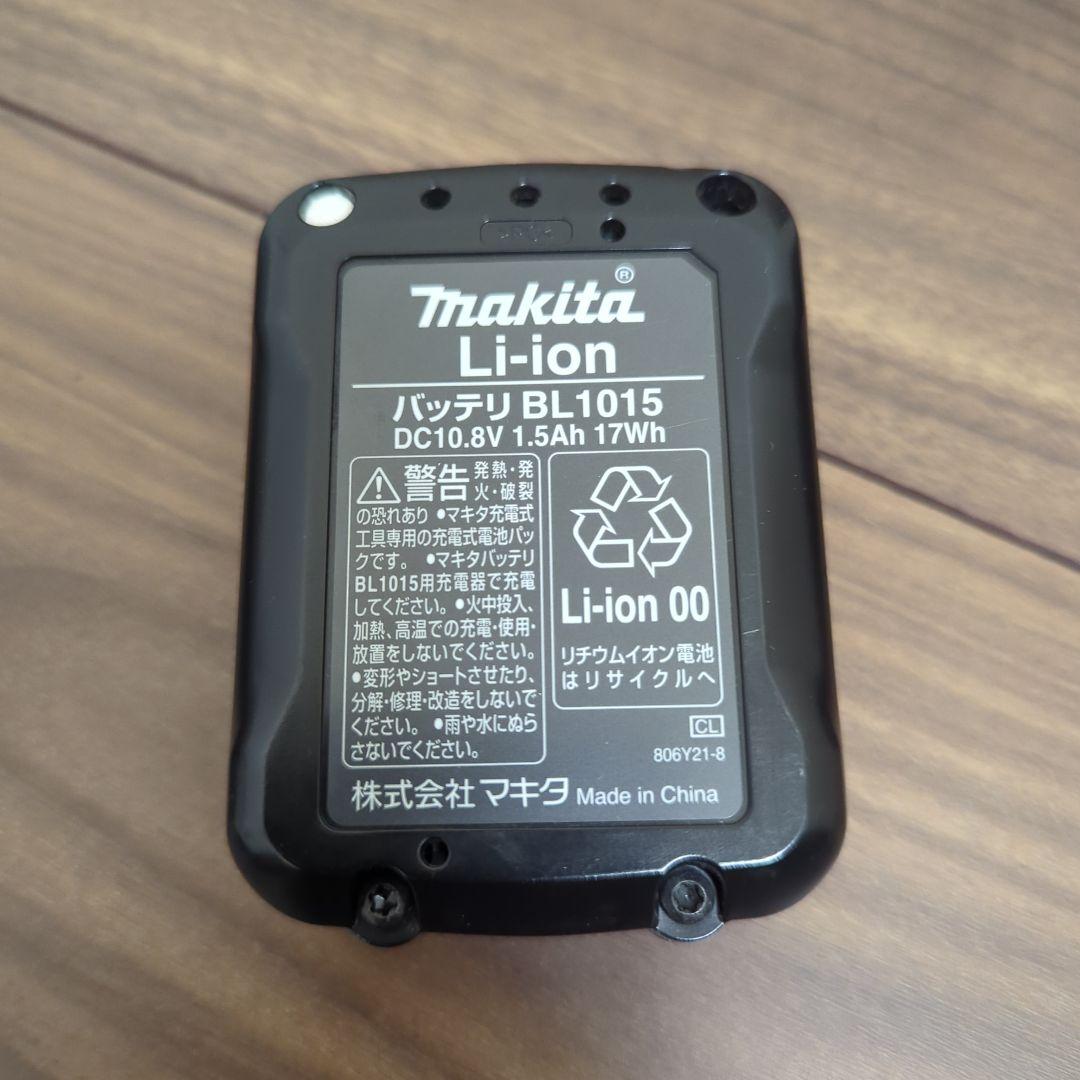 makita®
Li-ion
バッテリ BL1015
DC10.8V 1.5Ah 17Wh
⚠警告 発熱・発
火・破裂
の恐れあり ●マキタ充電式
工具専用の充電式電池パッ
クです。 ●マキタバッテリ
BL1015用充電器で充電
してください。●火中投入、
加熱、高温での充電・使用・
放置をしないでください。
●変形やショートさせたり、
分解・修理・改造をしないで
ください。 ●雨や水にぬら
さないでください。
Li-ion 00
リチウムイオン電池
はリサイクルへ
CL
806Y21-8
株式会社 マキタ Made in China